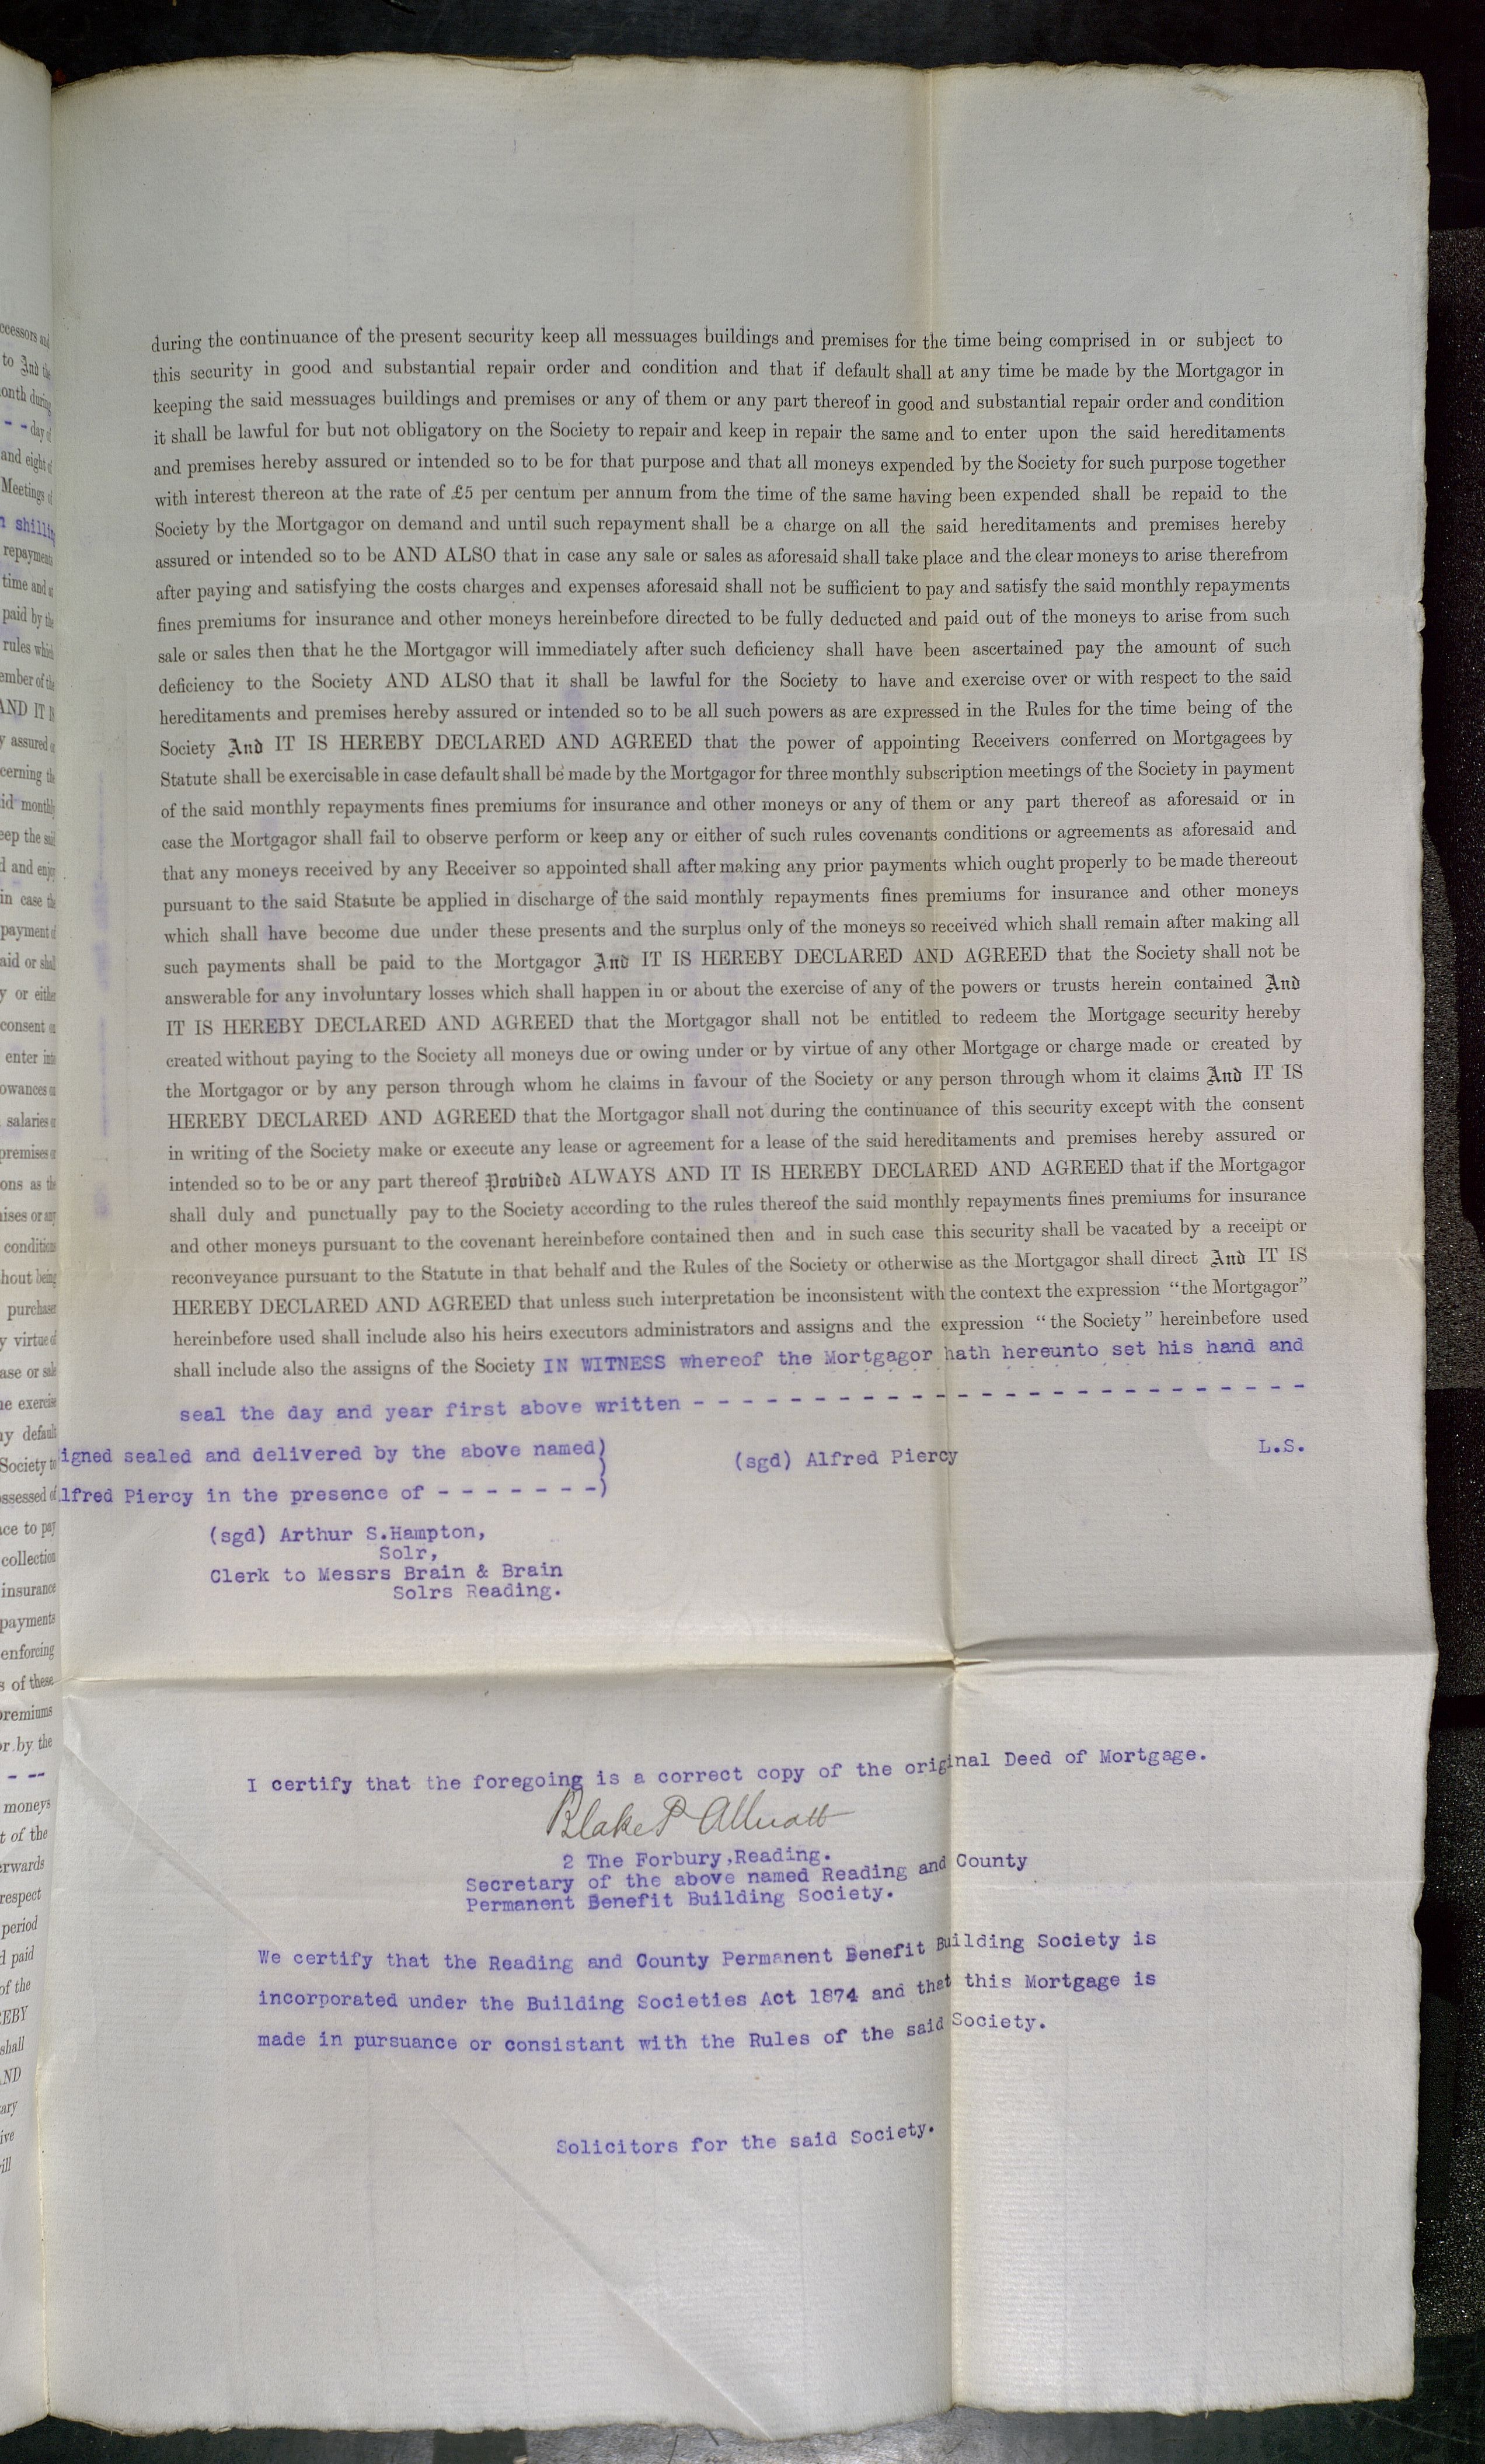 during the continuance of the present security keep all messuages buildings and premises for the time being comprised in or subject to
this security in good and substantial repair order and condition and that if default shall at any time be made by the Mortgagor in
keeping the said messuages buildings and premises or any of them or any part thereof in good and substantial repair order and condition
it shall be lawful for but not obligatory on the Society to repair and keep in repair the same and to enter upon the said hereditaments
and premises hereby assured or intended so to be for that purpose and that all moneys expended by the Society for such purpose together
with interest thereon at the rate of £5 per centum per annum from the time of the same having been expended shall be repaid to the
Society by the Mortgagor on demand and until such repayment shall be a charge on all the said hereditaments and premises hereby
assured or intended so to be AND ALSO that in case any sale or sales as aforesaid shall take place and the clear moneys to arise therefrom
after paying and satisfying the costs charges and expenses aforesaid shall not be sufficient to pay and satisfy the said monthly repayments
fines premiums for insurance and other moneys hereinbefore directed to be fully deducted and paid out of the moneys to arise from such
sale or sales then that he the Mortgagor will immediately after such deficiency shall have been ascertained pay the amount of such
deficiency to the Society AND ALSO that it shall be lawful for the Society to have and exercise over or with respect to the said
hereditaments and premises hereby assured or intended so to be all such powers as are expressed in the Rules for the time being of the
Society And IT IS HEREBY DECLARED AND AGREED that the power of appointing Receivers conferred on Mortgagees by
Statute shall be exercisable in case default shall be made by the Mortgagor for three monthly subscription meetings of the Society in payment
of the said monthly repayments fines premiums for insurance and other moneys or any of them or any part thereof as aforesaid or in
case the Mortgagor shall fail to observe perform or keep any or either of such rules covenants conditions or agreements as aforesaid and
that any moneys received by any Receiver so appointed shall after making any prior payments which ought properly to be made thereout
pursuant to the said Statute be applied in discharge of the said monthly repayments fines premiums for insurance and other moneys
which shall have become due under these presents and the surplus only of the moneys so received which shall remain after making all
such payments shall be paid to the Mortgagor And IT IS HEREBY DECLARED AND AGREED that the Society shall not be
answerable for any involuntary losses which shall happen in or about the exercise of any of the powers or trusts herein contained And
IT IS HEREBY DECLARED AND AGREED that the Mortgagor shall not be entitled to redeem the Mortgage security hereby
created without paying to the Society all moneys due or owing under or by virtue of any other Mortgage or charge made or created by
the Mortgagor or by any person through whom he claims in favour of the Society or any person through whom it claims And IT IS
HEREBY DECLARED AND AGREED that the Mortgagor shall not during the continuance of this security except with the consent
in writing of the Society make or execute any lease or agreement for a lease of the said hereditaments and premises hereby assured or
intended so to be or any part thereof Provided ALWAYS AND IT IS HEREBY DECLARED AND AGREED that if the Mortgagor
shall duly and punctually pay to the Society according to the rules thereof the said monthly repayments fines premiums for insurance
and other moneys pursuant to the covenant hereinbefore contained then and in such case this security shall be vacated by a receipt or
reconveyance pursuant to the Statute in that behalf and the Rules of the Society or otherwise as the Mortgagor shall direct And IT IS
HEREBY DECLARED AND AGREED that unless such interpretation be inconsistent with the context the expression "the Mortgagor"
hereinbefore used shall include also his heirs executors administrators and assigns and the expression "the Society" hereinbefore used
shall include also the assigns of the Society IN WITNESS whereof the Mortgagor hath hereunto set his hand and
seal the day and year first above written - - - - - - - - - - - - - - - - - - - - - - - - - -
igned sealed and delivered by the above named)
(sgd) Alfred Piercy L.S.
lfred Piercy in the presence of - - - - - - -)
(sgd) Arthur S.Hampton,
Solr,
Clerk to Messrs Brain & Brain
Solrs Reading.
I certify that the foregoing is a correct copy of the original Deed of Mortgage.
Blake P Allnatt
2 The Forbury,Reading.
Secretary of the above named Reading and County
Permanent Benefit Building Society.
We certify that the Reading and County Permanent Benefit Building Society is
incorporated under the Building Societies Act 1874 and that this Mortgage is
made in pursuance or consistant with the Rules of the said Society.
Solicitors for the said Society.